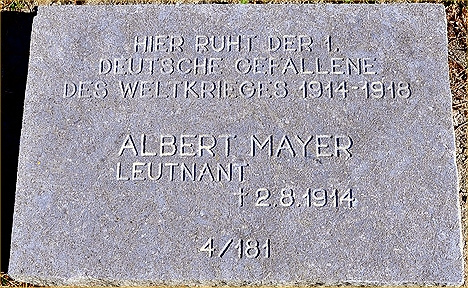 HIER RUHT DER 1.
DEUTSCHE GEFALLENE
DES WELTKRIEGES 1914-1918
ALBERT MAYER
LEUTNANT
† 2.8.1914
4/181